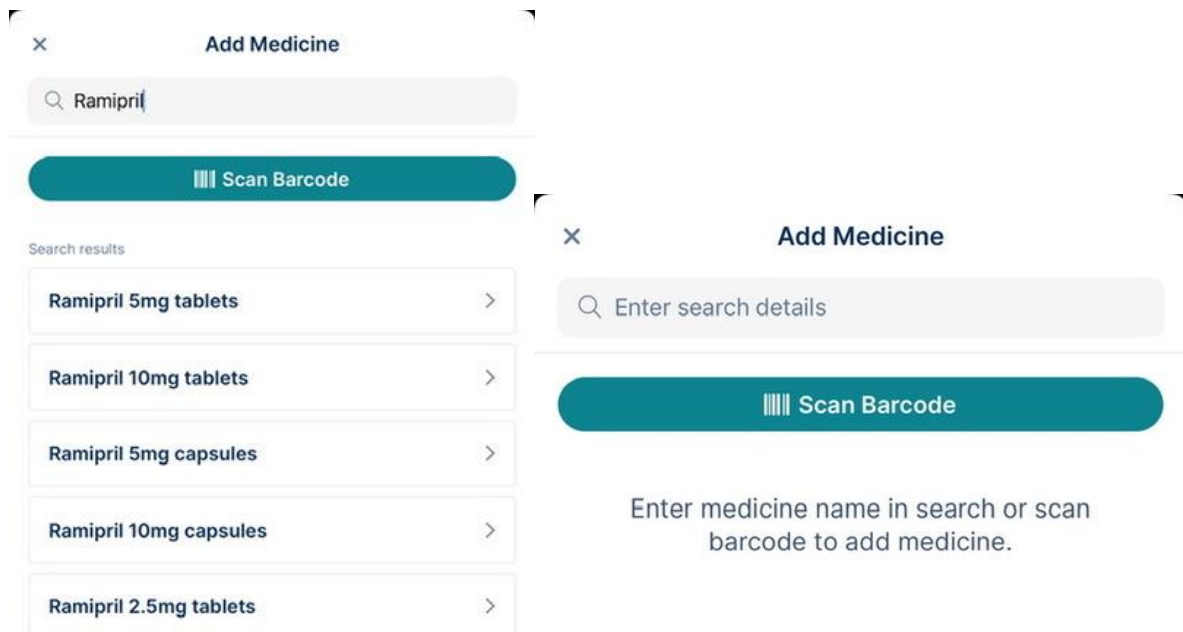 Add Medicine
Ramipril
Scan Barcode
Search results
Ramipril 5mg tablets
Ramipril 10mg tablets
Ramipril 5mg capsules
Ramipril 10mg capsules
Ramipril 2.5mg tablets
Add Medicine
Enter search details
Scan Barcode
Enter medicine name in search or scan
barcode to add medicine.